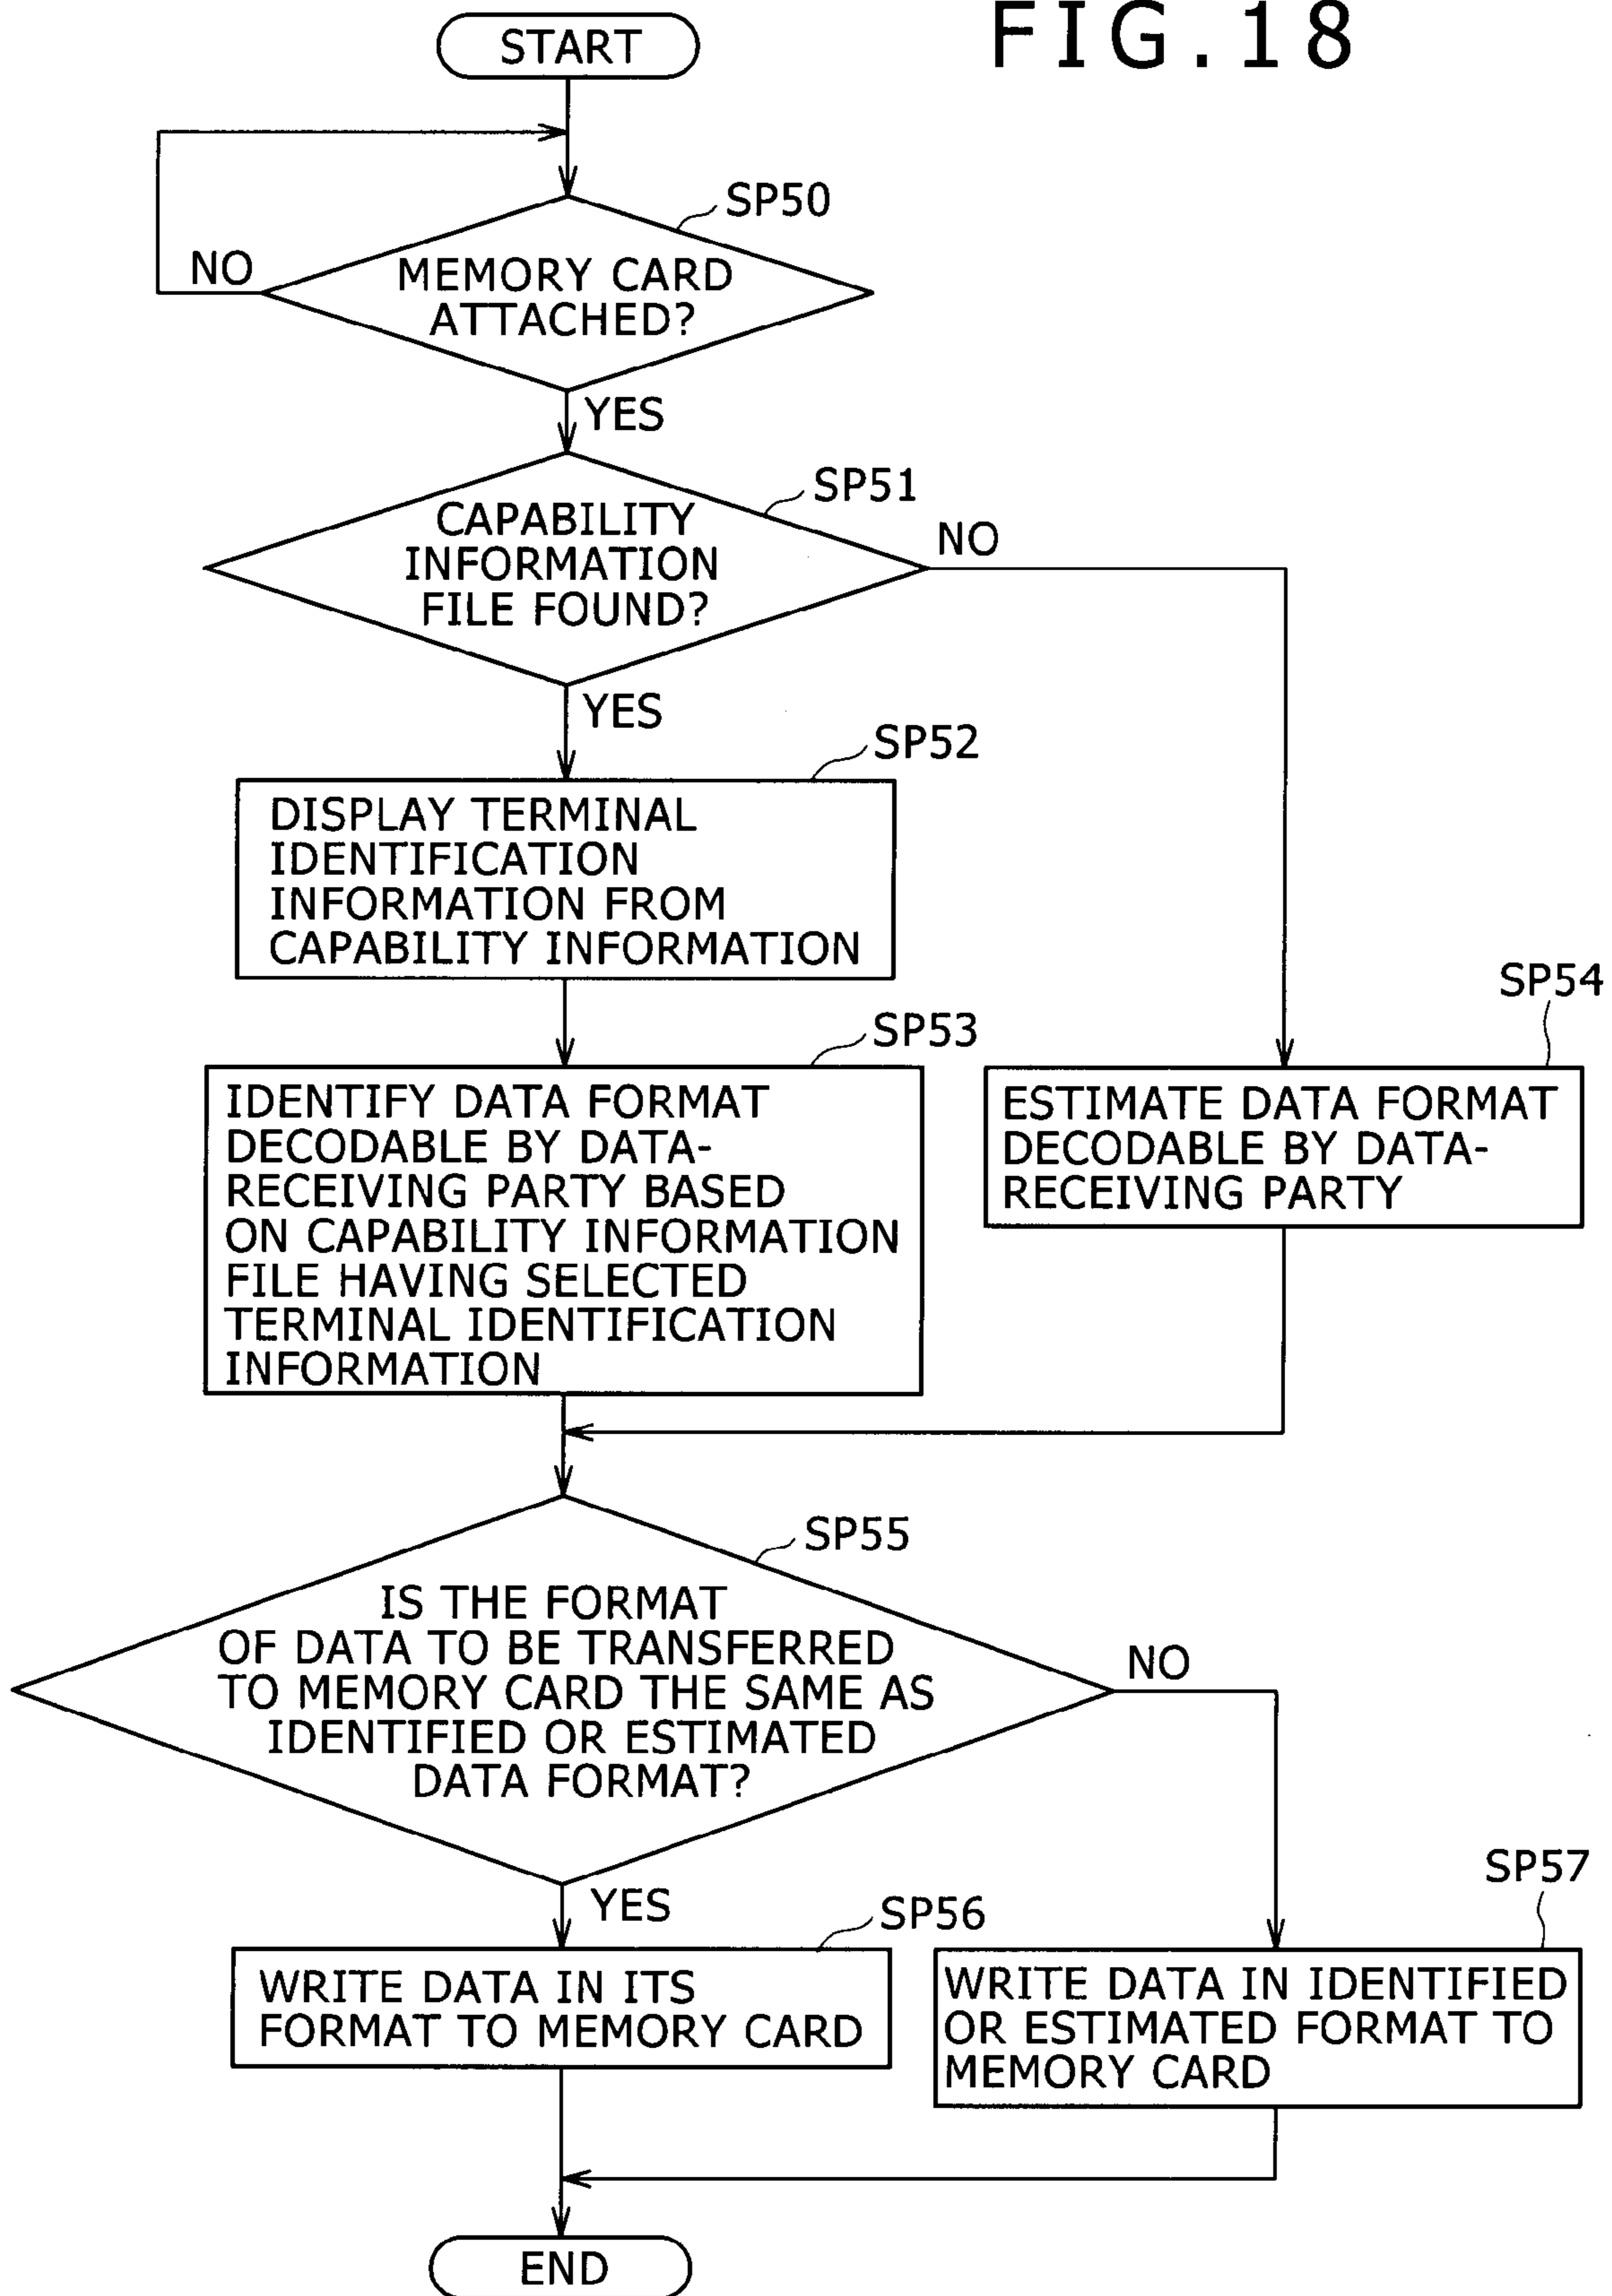 FIG.18
START
SP50
MEMORY CARD
ATTACHED?
NO
YES
SP51
CAPABILITY
INFORMATION
FILE FOUND?
NO
YES
SP52
DISPLAY TERMINAL
IDENTIFICATION
INFORMATION FROM
CAPABILITY INFORMATION
SP53
IDENTIFY DATA FORMAT
DECODABLE BY DATA-
RECEIVING PARTY BASED
ON CAPABILITY INFORMATION
FILE HAVING SELECTED
TERMINAL IDENTIFICATION
INFORMATION
SP54
ESTIMATE DATA FORMAT
DECODABLE BY DATA-
RECEIVING PARTY
SP55
IS THE FORMAT
OF DATA TO BE TRANSFERRED
TO MEMORY CARD THE SAME AS
IDENTIFIED OR ESTIMATED
DATA FORMAT?
NO
YES
SP56
WRITE DATA IN ITS
FORMAT TO MEMORY CARD
SP57
WRITE DATA IN IDENTIFIED
OR ESTIMATED FORMAT TO
MEMORY CARD
END